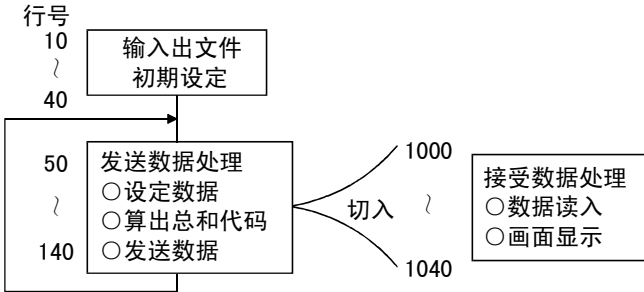 行号
10
~
40
输入出文件
初期设定
50
~
140
发送数据处理
○设定数据
○算出总和代码
○发送数据
切入
1000
~
1040
接受数据处理
○数据读入
○画面显示